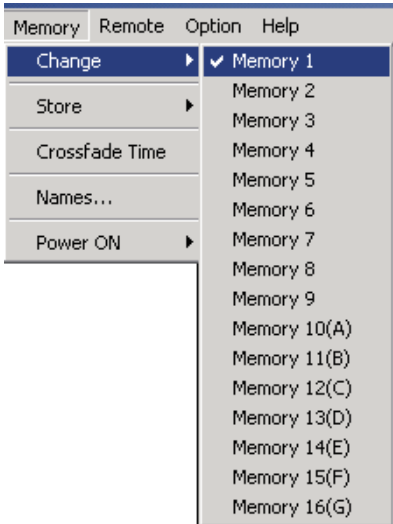 Memory Remote Option Help
Change
Store
Crossfade Time
Names...
Power ON
Memory 1
Memory 2
Memory 3
Memory 4
Memory 5
Memory 6
Memory 7
Memory 8
Memory 9
Memory 10(A)
Memory 11(B)
Memory 12(C)
Memory 13(D)
Memory 14(E)
Memory 15(F)
Memory 16(G)